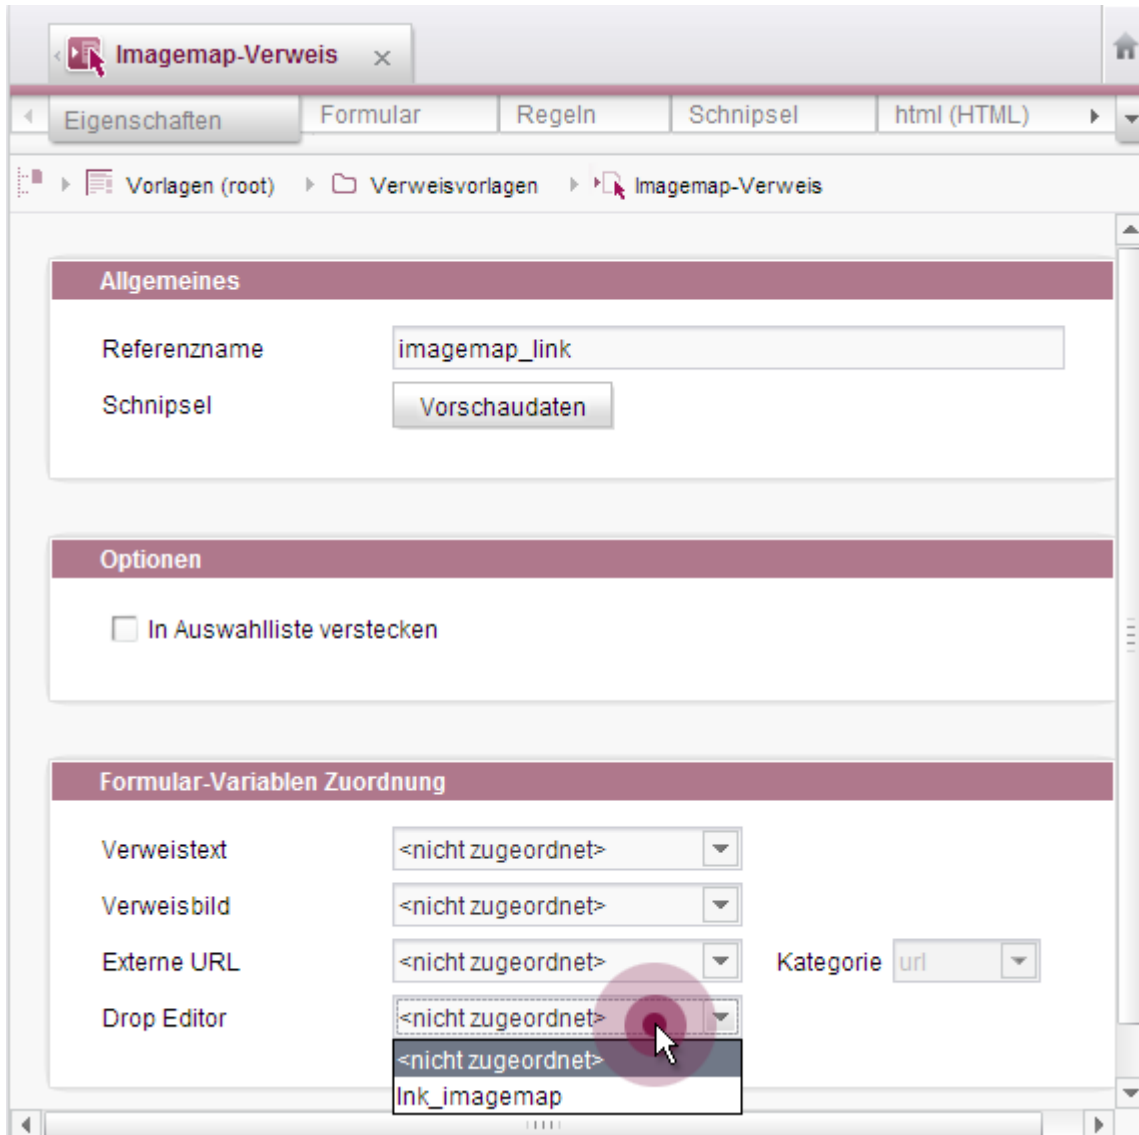 Imagemap-Verweis
Eigenschaften Formular Regeln Schnipsel html (HTML)
Vorlagen (root) Verweisvorlagen Imagemap-Verweis
Allgemeines
Referenzname imagemap_link
Schnipsel Vorschaudaten
Optionen
In Auswahlliste verstecken
Formular-Variablen Zuordnung
Verweistext <nicht zugeordnet>
Verweisbild <nicht zugeordnet>
Externe URL <nicht zugeordnet> Kategorie url
Drop Editor <nicht zugeordnet>
<nicht zugeordnet>
lnk_imagemap